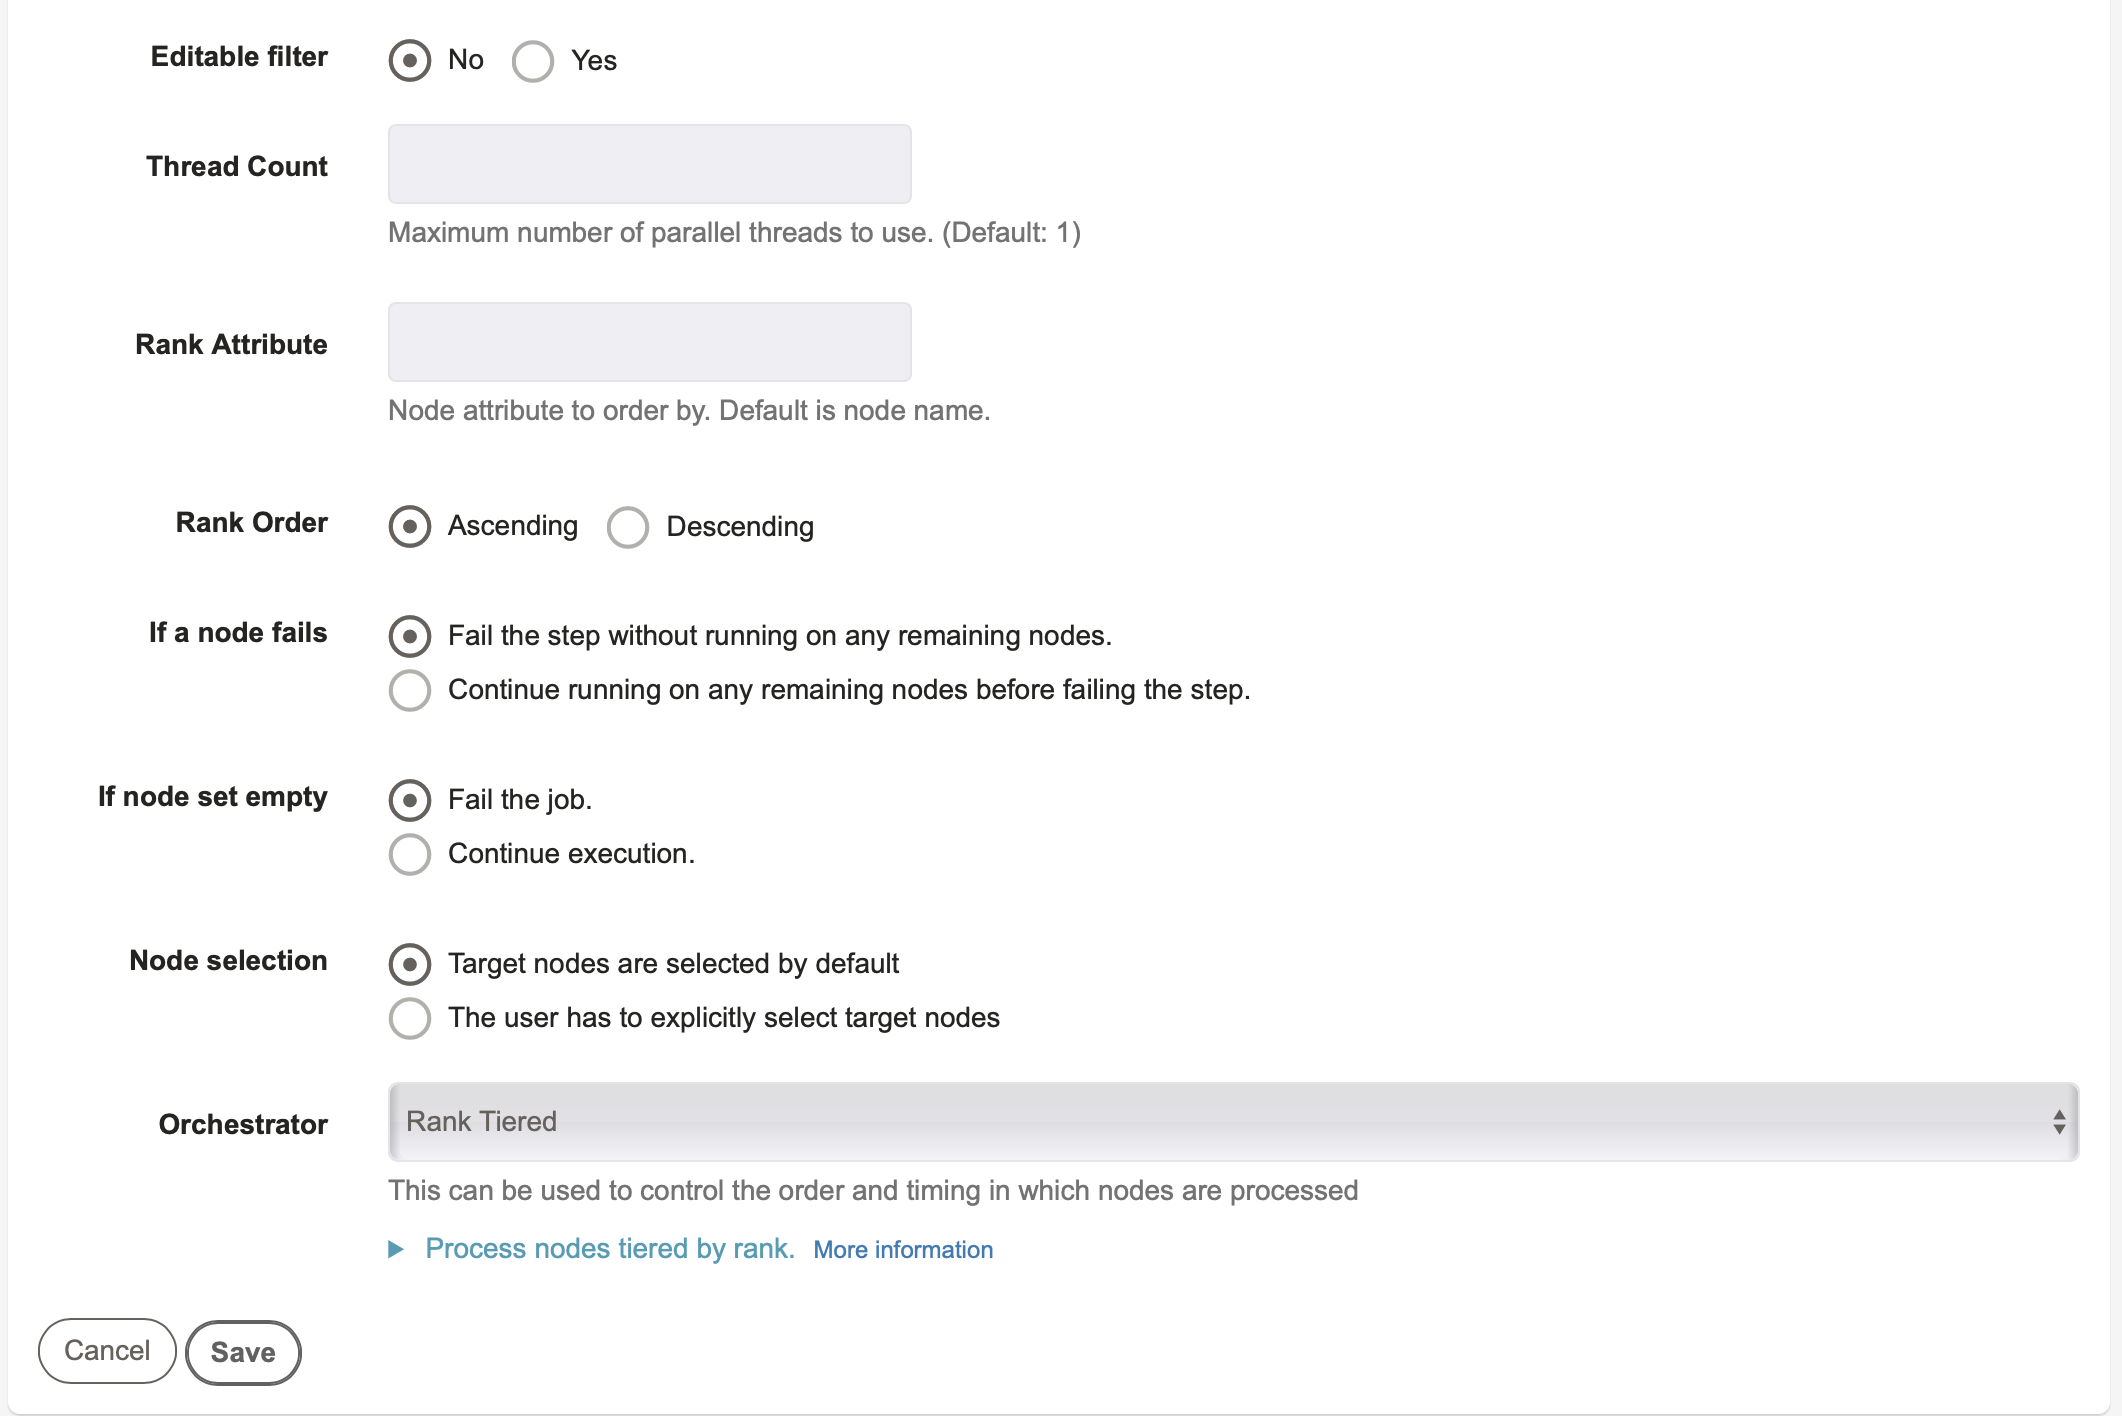 Editable filter No Yes
Thread Count
Maximum number of parallel threads to use. (Default: 1)
Rank Attribute
Node attribute to order by. Default is node name.
Rank Order Ascending Descending
If a node fails Fail the step without running on any remaining nodes.
Continue running on any remaining nodes before failing the step.
If node set empty Fail the job.
Continue execution.
Node selection Target nodes are selected by default
The user has to explicitly select target nodes
Orchestrator Rank Tiered
This can be used to control the order and timing in which nodes are processed
Process nodes tiered by rank. More information
Cancel Save